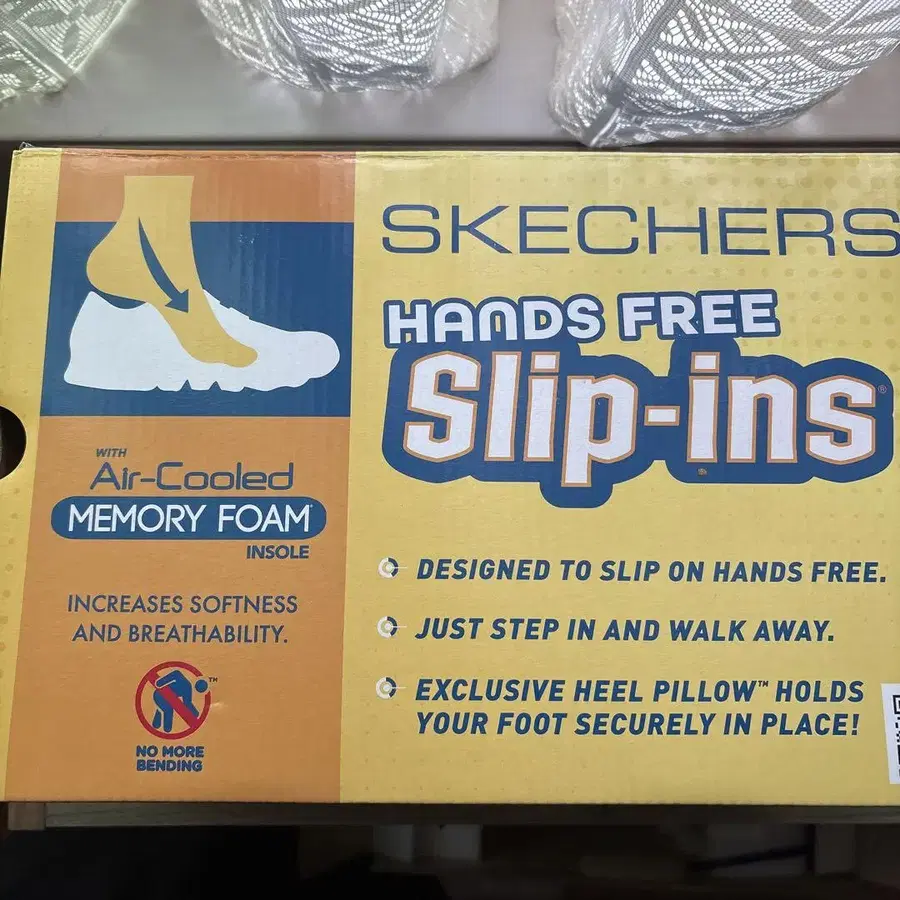 SKECHERS
HANDS FREE
Slip-ins®
WITH
Air-Cooled
MEMORY FOAM
INSOLE
INCREASES SOFTNESS
AND BREATHABILITY.
TM
NO MORE
BENDING
DESIGNED TO SLIP ON HANDS FREE.
JUST STEP IN AND WALK AWAY.
EXCLUSIVE HEEL PILLOW™ HOLDS
YOUR FOOT SECURELY IN PLACE!